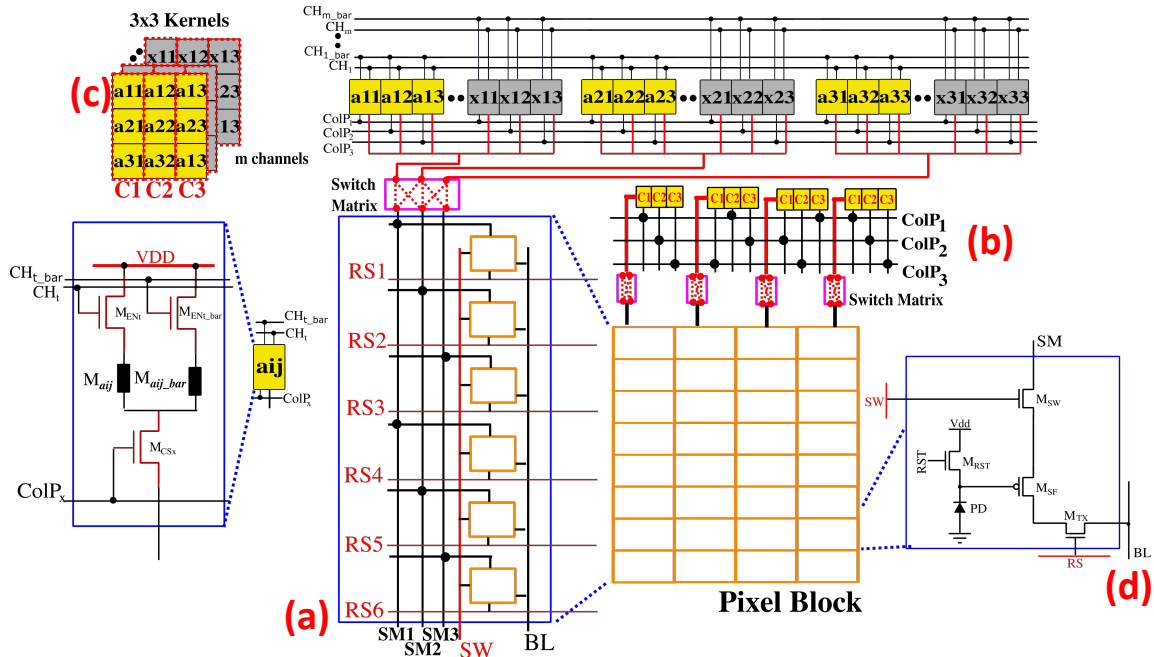 3x3 Kernels
x11 x12 x13
23
13
a11 a12 a13
a21 a22 a23
a31 a32 a13
C1 C2 C3
m channels
(c)
CHm_bar
CHm
CH1_bar
CH1
a11 a12 a13 x11 x12 x13 a21 a22 a23 x21 x22 x23 a31 a32 a33 x31 x32 x33
ColP1
ColP2
ColP3
Switch
Matrix
C1 C2 C3 C1 C2 C3 C1 C2 C3 C1 C2 C3
ColP1
ColP2
ColP3
(b)
Switch Matrix
VDD
CHt_bar
CHt
MENt
MENt_bar
Maij
Maij_bar
MCSx
ColPx
CHt_bar
CHt
aij
ColPx
RS1
RS2
RS3
RS4
RS5
RS6
(a)
SM1 SM3
SM2
SW
BL
Pixel Block
SM
SW
MSW
Vdd
RST
MRST
MSF
PD
MTX
RS
BL
(d)